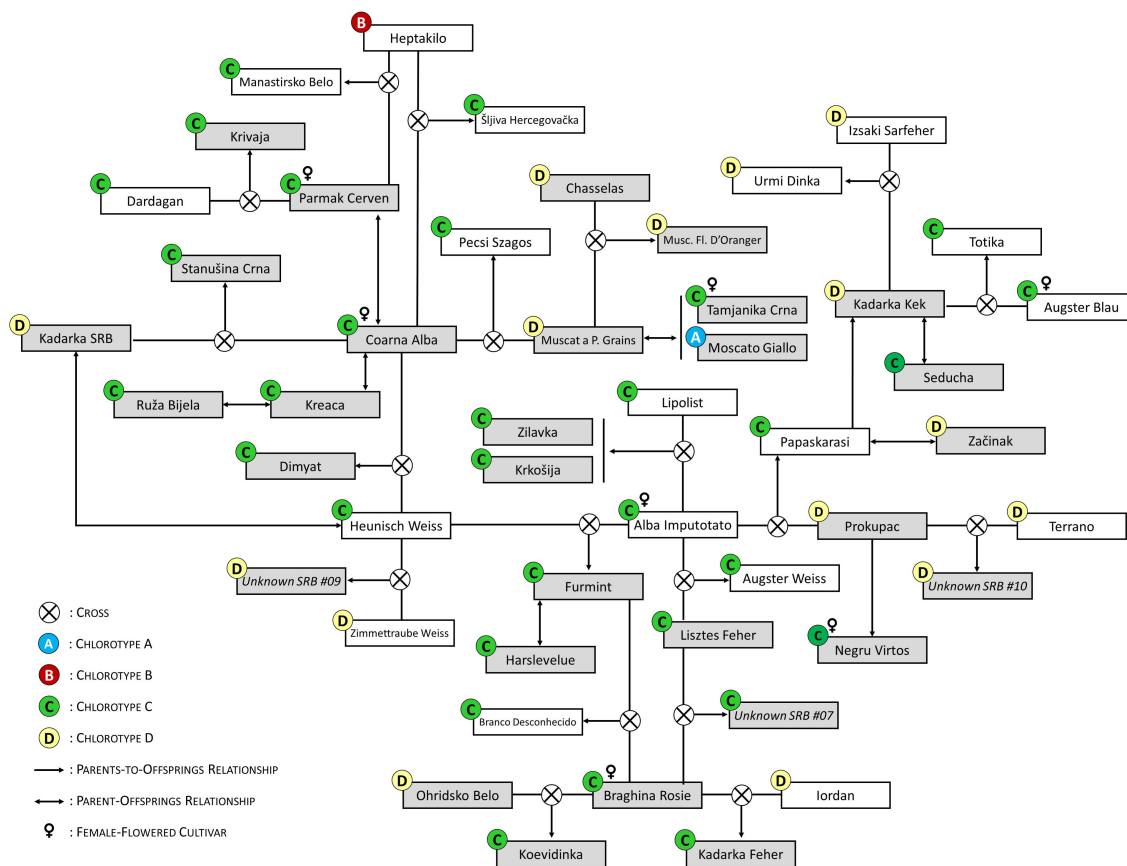 B
Heptakilo
C
Manastirsko Belo
C
Šljiva Hercegovačka
C
Krivaja
D
Izsaki Sarfeher
D
Urmi Dinka
C
Dardagan
C ♀
Parmak Cerven
D
Chasselas
C
Pecsi Szagos
D
Musc. Fl. D'Oranger
C
Totika
C
Stanušina Crna
C ♀
Tamjanika Crna
D
Kadarka Kek
C ♀
Augster Blau
D
Kadarka SRB
C ♀
Coarna Alba
D
Muscat a P. Grains
A
Moscato Giallo
C
Seducha
C
Ruža Bijela
C
Kreaca
C
Lipolist
C
Zilavka
C
Papaskarasi
D
Začinak
C
Dimyat
C
Krkošija
C
Heunisch Weiss
C ♀
Alba Imputotato
D
Prokupac
D
Terrano
D
Unknown SRB #09
C
Furmint
C
Augster Weiss
D
Unknown SRB #10
D
Zimmettraube Weiss
C
Harslevelue
C
Lisztes Feher
C ♀
Negru Virtos
C
Branco Desconhecido
C
Unknown SRB #07
D
Ohridsko Belo
C ♀
Braghina Rosie
D
Iordan
C
Koevidinka
C
Kadarka Feher
: CROSS
A : CHLOROTYPE A
B : CHLOROTYPE B
C : CHLOROTYPE C
D : CHLOROTYPE D
: PARENTS-TO-OFFSPRINGS RELATIONSHIP
: PARENT-OFFSPRINGS RELATIONSHIP
♀ : FEMALE-FLOWERED CULTIVAR